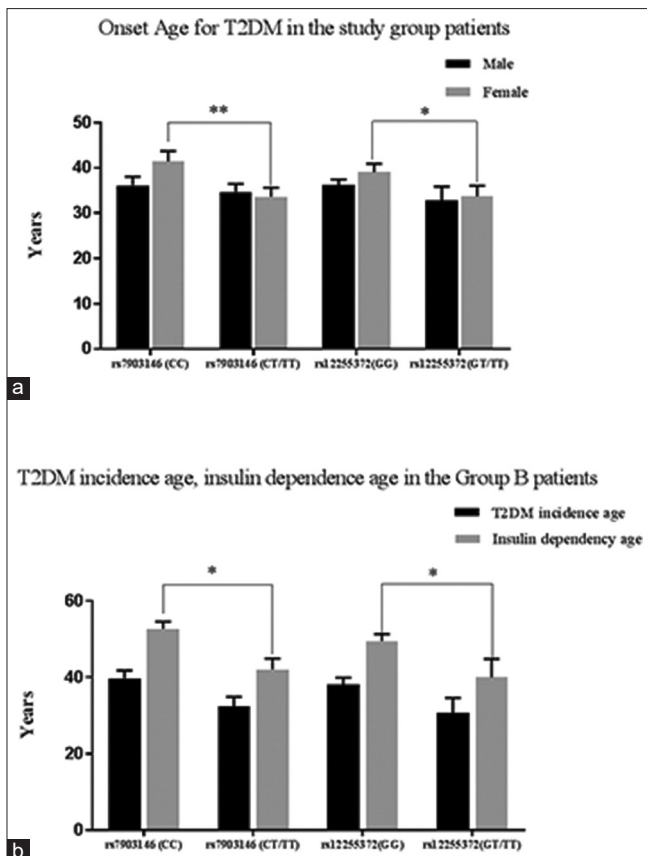 Onset Age for T2DM in the study group patients
Male
Female
**
*
50
40
30
20
10
0
Years
rs7903146 (CC)
rs7903146 (CT/TT)
rs12255372(GG)
rs12255372(GT/TT)
a
T2DM incidence age, insulin dependence age in the Group B patients
T2DM incidence age
Insulin dependency age
*
*
60
40
20
0
Years
rs7903146 (CC)
rs7903146 (CT/TT)
rs12255372(GG)
rs12255372(GT/TT)
b